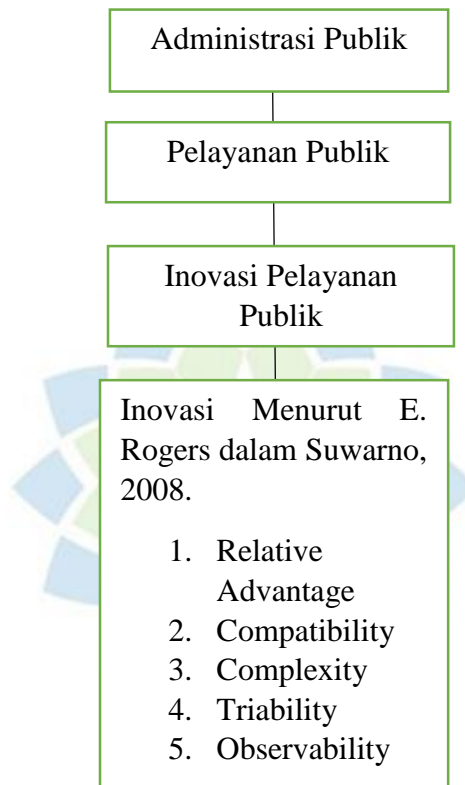 Administrasi Publik
Pelayanan Publik
Inovasi Pelayanan
Publik
Inovasi Menurut E.
Rogers dalam Suwarno,
2008.
1. Relative
Advantage
2. Compatibility
3. Complexity
4. Triability
5. Observability